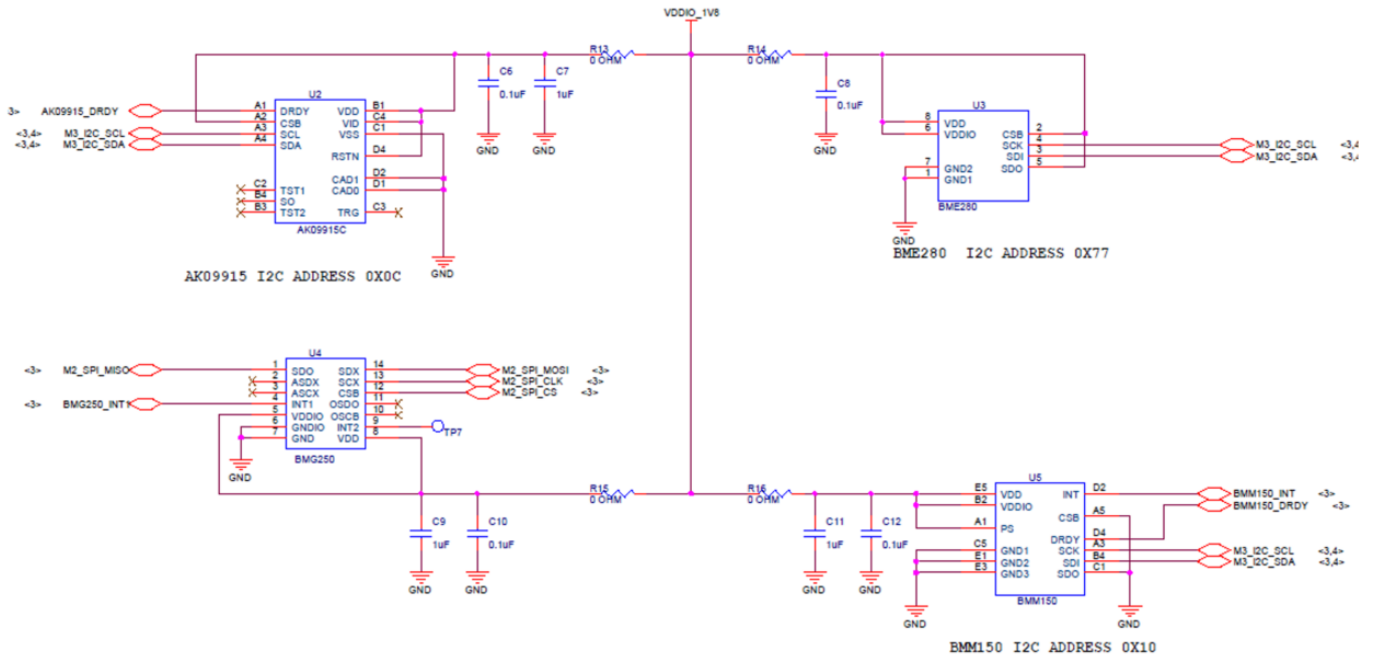 VDDIO_1V8
R13
0 OHM
R14
0 OHM
C6
0.1uF
C7
1uF
C8
0.1uF
GND
GND
GND
U2
3> AK09915_DRDY
<3,4> M3_I2C_SCL
<3,4> M3_I2C_SDA
A1 DRDY VDD B1
A2 CSB VID C4
A3 SCL VSS C1
A4 SDA
RSTN D4
CAD1 D2
C2 TST1 CAD0 D1
B4 SO
B3 TST2 TRG C3
AK09915C
GND
AK09915 I2C ADDRESS 0X0C
U3
8 VDD
6 VDDIO CSB 2
SCK 4
SDI 3
7 GND2 SDO 5
1 GND1
BME280
M3_I2C_SCL <3,4
M3_I2C_SDA <3,4
GND
BME280 I2C ADDRESS 0X77
U4
<3> M2_SPI_MISO
<3> BMG250_INT1
1 SDO SDX 14
2 ASDX SCX 13
3 ASCX CSB 12
4 INT1 OSDO 11
5 VDDIO OSCB 10
6 GNDIO INT2 9
7 GND VDD 8
BMG250
M2_SPI_MOSI <3>
M2_SPI_CLK <3>
M2_SPI_CS <3>
TP7
GND
R15
0 OHM
R16
0 OHM
C9
1uF
C10
0.1uF
C11
1uF
C12
0.1uF
GND
GND
GND
GND
U5
E5 VDD INT D2
B2 VDDIO
CSB A5
A1 PS
DRDY D4
C5 GND1 SCK A3
E1 GND2 SDI B4
E3 GND3 SDO C1
BMM150
BMM150_INT <3>
BMM150_DRDY <3>
M3_I2C_SCL <3,4>
M3_I2C_SDA <3,4>
GND
GND
BMM150 I2C ADDRESS 0X10